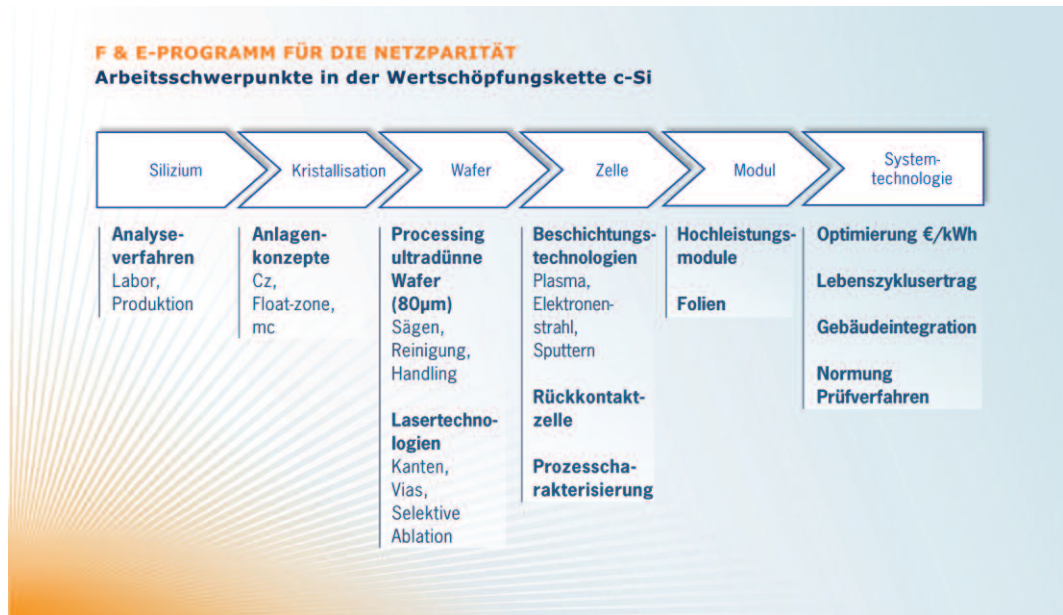 F & E-PROGRAMM FÜR DIE NETZPARITÄT
Arbeitsschwerpunkte in der Wertschöpfungskette c-Si
Silizium
Kristallisation
Wafer
Zelle
Modul
System-
technologie
Analyse-
verfahren
Labor,
Produktion
Anlagen-
konzepte
Cz,
Float-zone,
mc
Processing
ultradünne
Wafer
(80µm)
Sägen,
Reinigung,
Handling
Lasertechno-
logien
Kanten,
Vias,
Selektive
Ablation
Beschichtungs-
technologien
Plasma,
Elektronen-
strahl,
Sputtern
Rückkontakt-
zelle
Prozesscha-
rakterisierung
Hochleistungs-
module
Folien
Optimierung €/kWh
Lebenszyklusertrag
Gebäudeintegration
Normung
Prüfverfahren